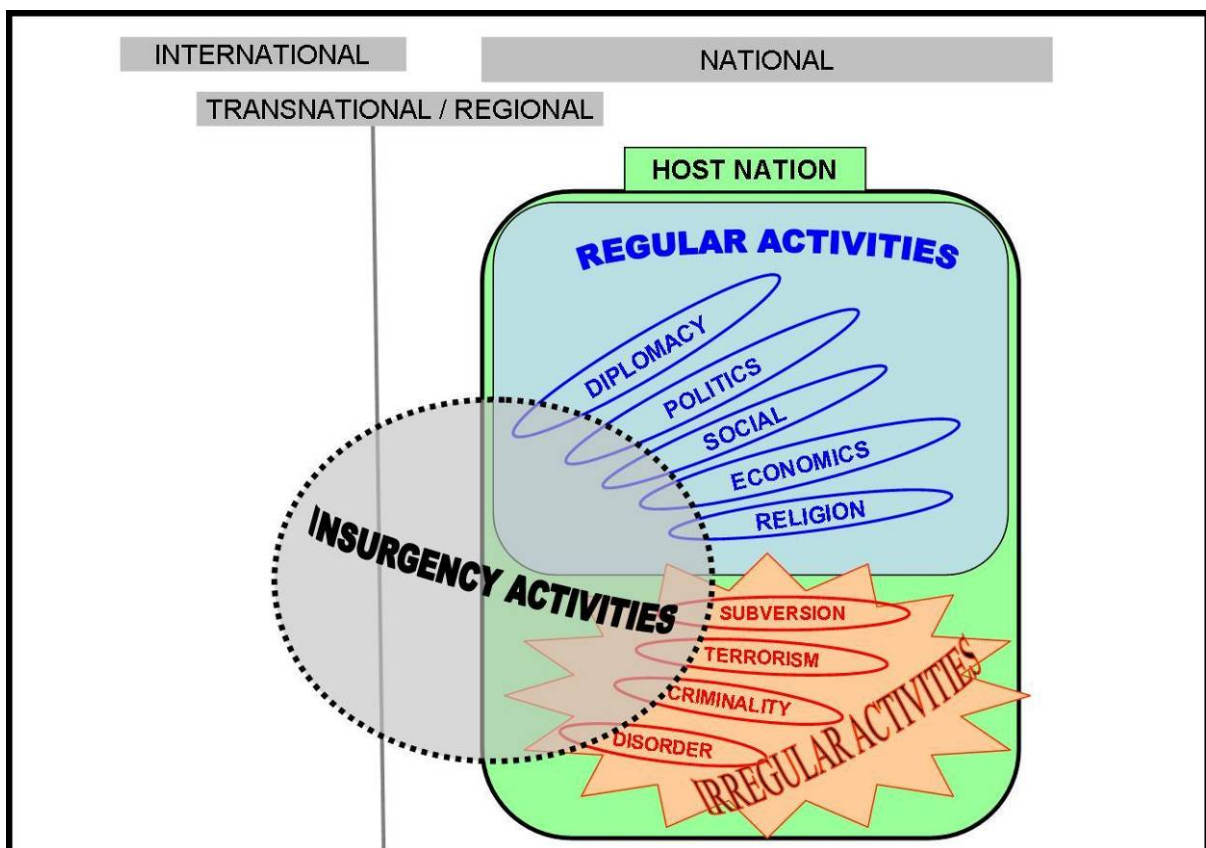 INTERNATIONAL
NATIONAL
TRANSNATIONAL / REGIONAL
HOST NATION
REGULAR ACTIVITIES
DIPLOMACY
POLITICS
SOCIAL
ECONOMICS
RELIGION
INSURGENCY ACTIVITIES
SUBVERSION
TERRORISM
CRIMINALITY
DISORDER
IRREGULAR ACTIVITIES